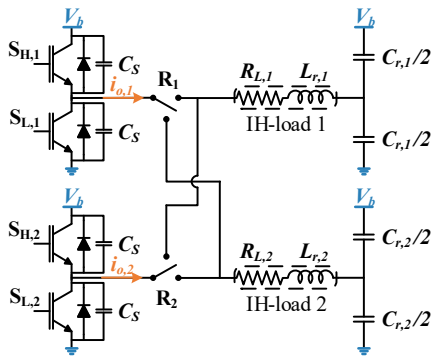 V_b V_b
S_H,1 C_S R_L,1 L_r,1 C_r,1/2
i_o,1 R_1
S_L,1 C_S IH-load 1 C_r,1/2
V_b V_b
S_H,2 C_S R_L,2 L_r,2 C_r,2/2
i_o,2 R_2
S_L,2 C_S IH-load 2 C_r,2/2